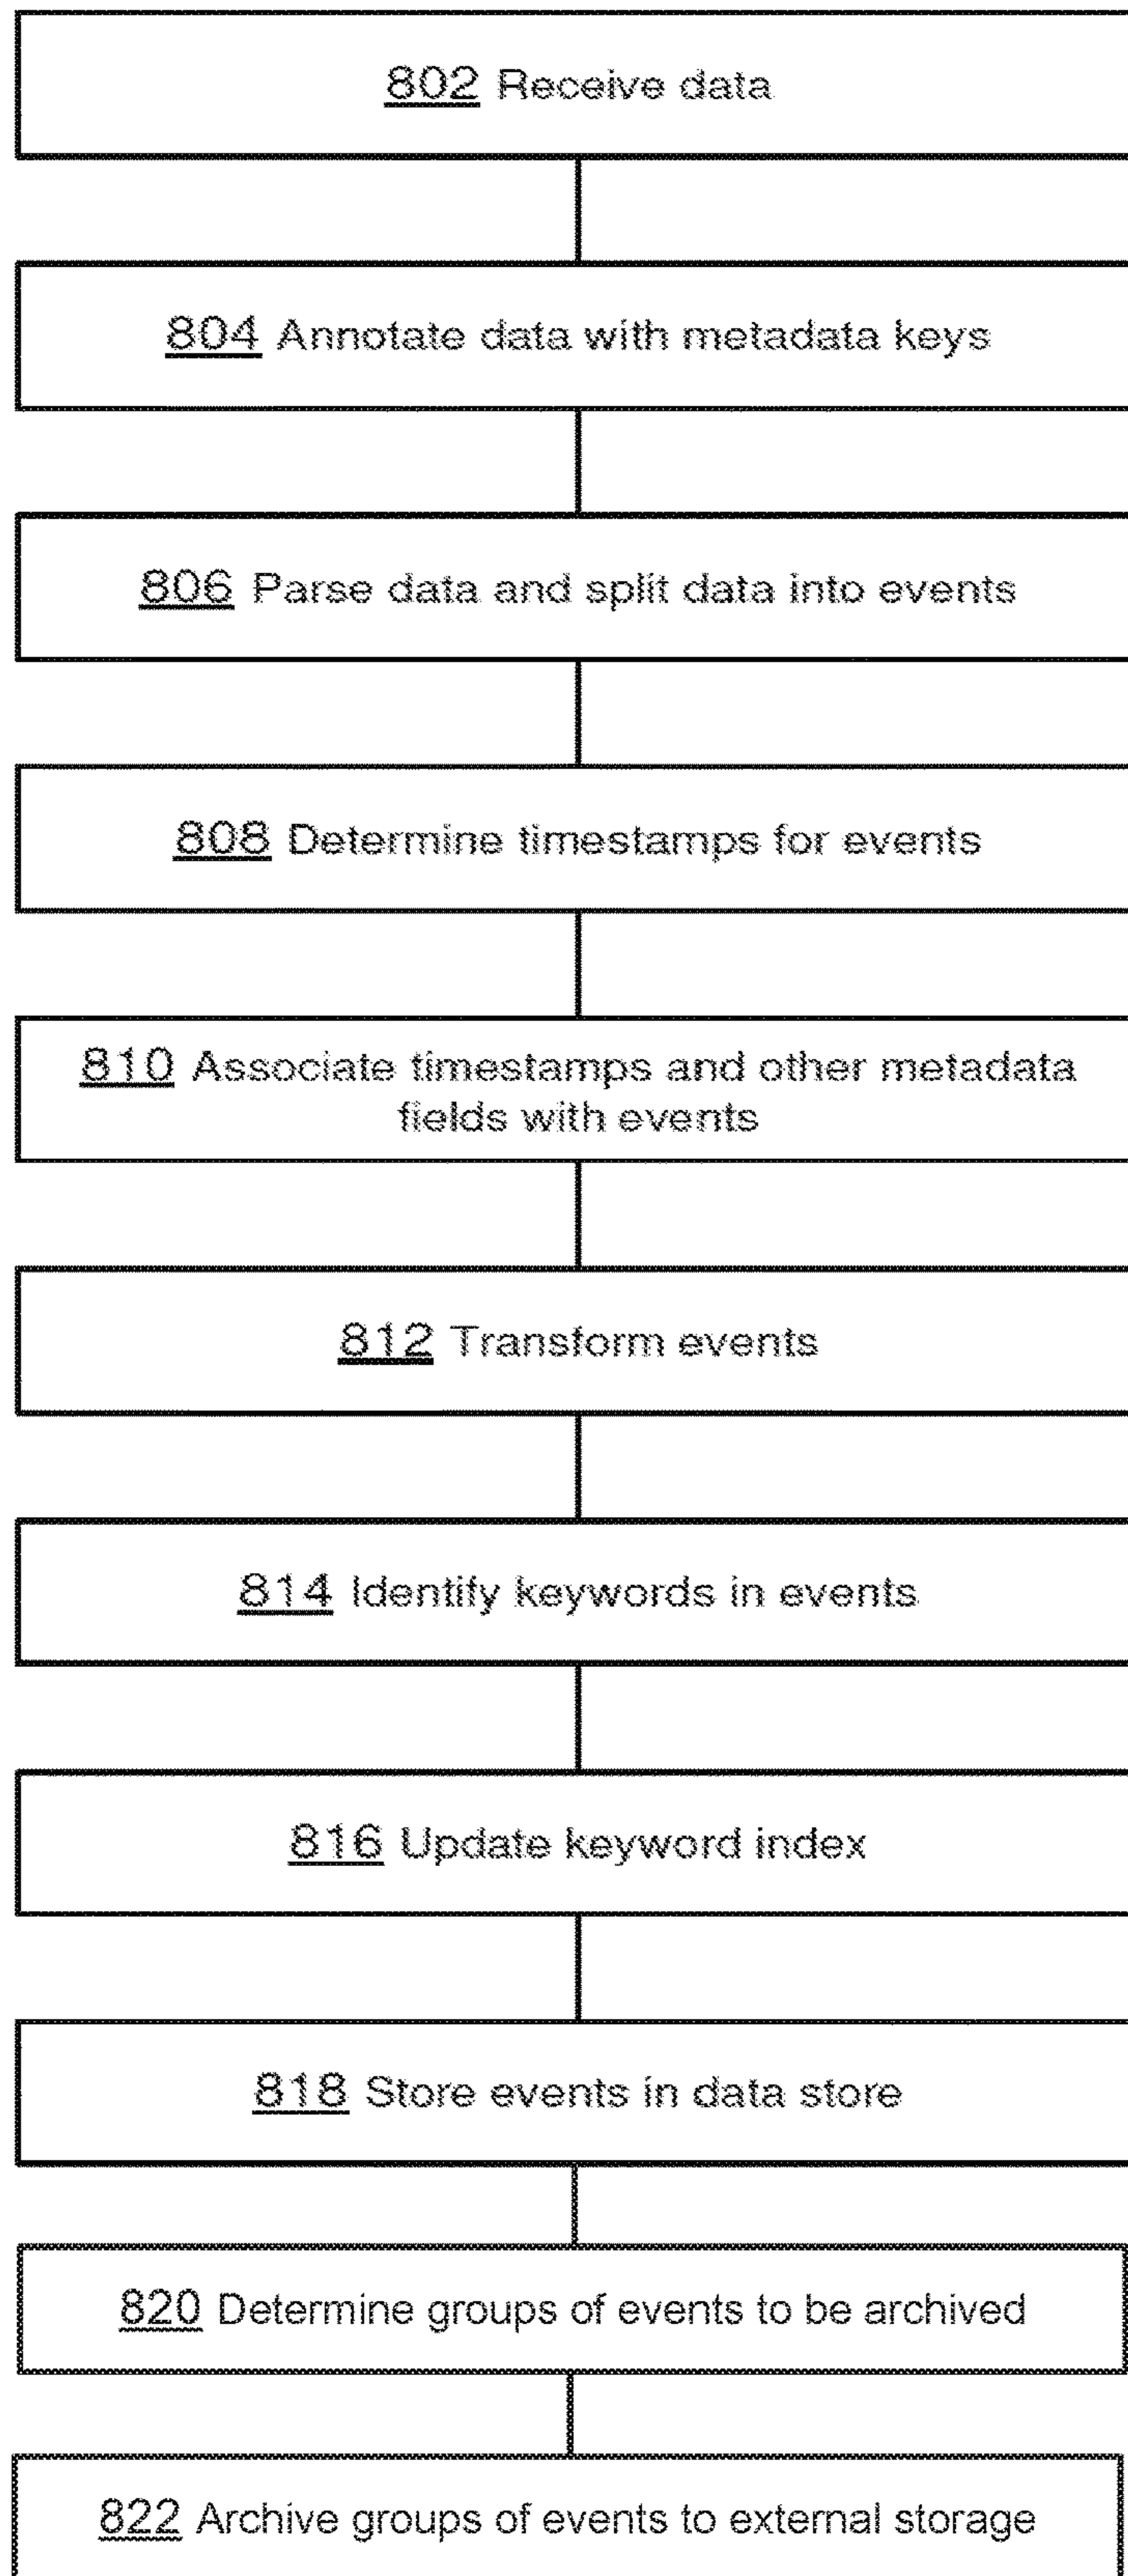 802 Receive data
804 Annotate data with metadata keys
806 Parse data and split data into events
808 Determine timestamps for events
810 Associate timestamps and other metadata
fields with events
812 Transform events
814 Identify keywords in events
816 Update keyword index
818 Store events in data store
820 Determine groups of events to be archived
822 Archive groups of events to external storage